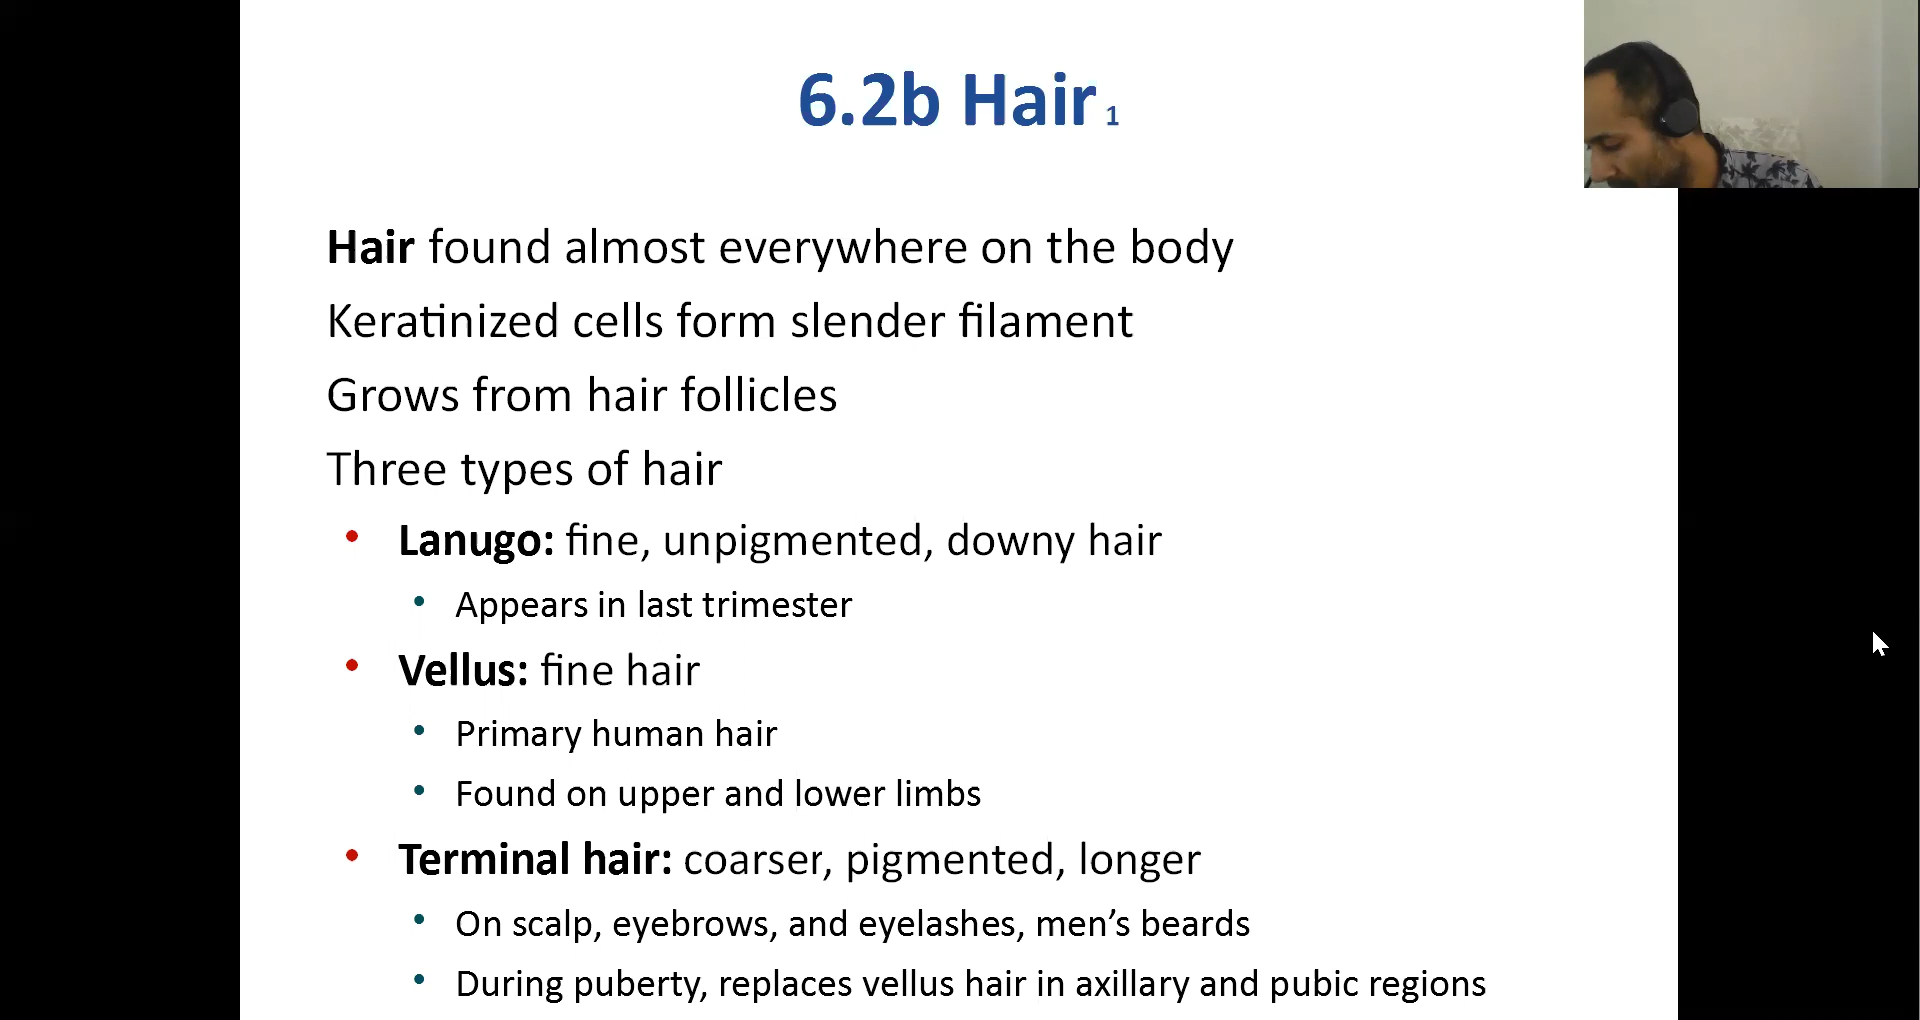 6.2b Hair 1
Hair found almost everywhere on the body
Keratinized cells form slender filament
Grows from hair follicles
Three types of hair
• Lanugo: fine, unpigmented, downy hair
• Appears in last trimester
• Vellus: fine hair
• Primary human hair
• Found on upper and lower limbs
• Terminal hair: coarser, pigmented, longer
• On scalp, eyebrows, and eyelashes, men’s beards
• During puberty, replaces vellus hair in axillary and pubic regions